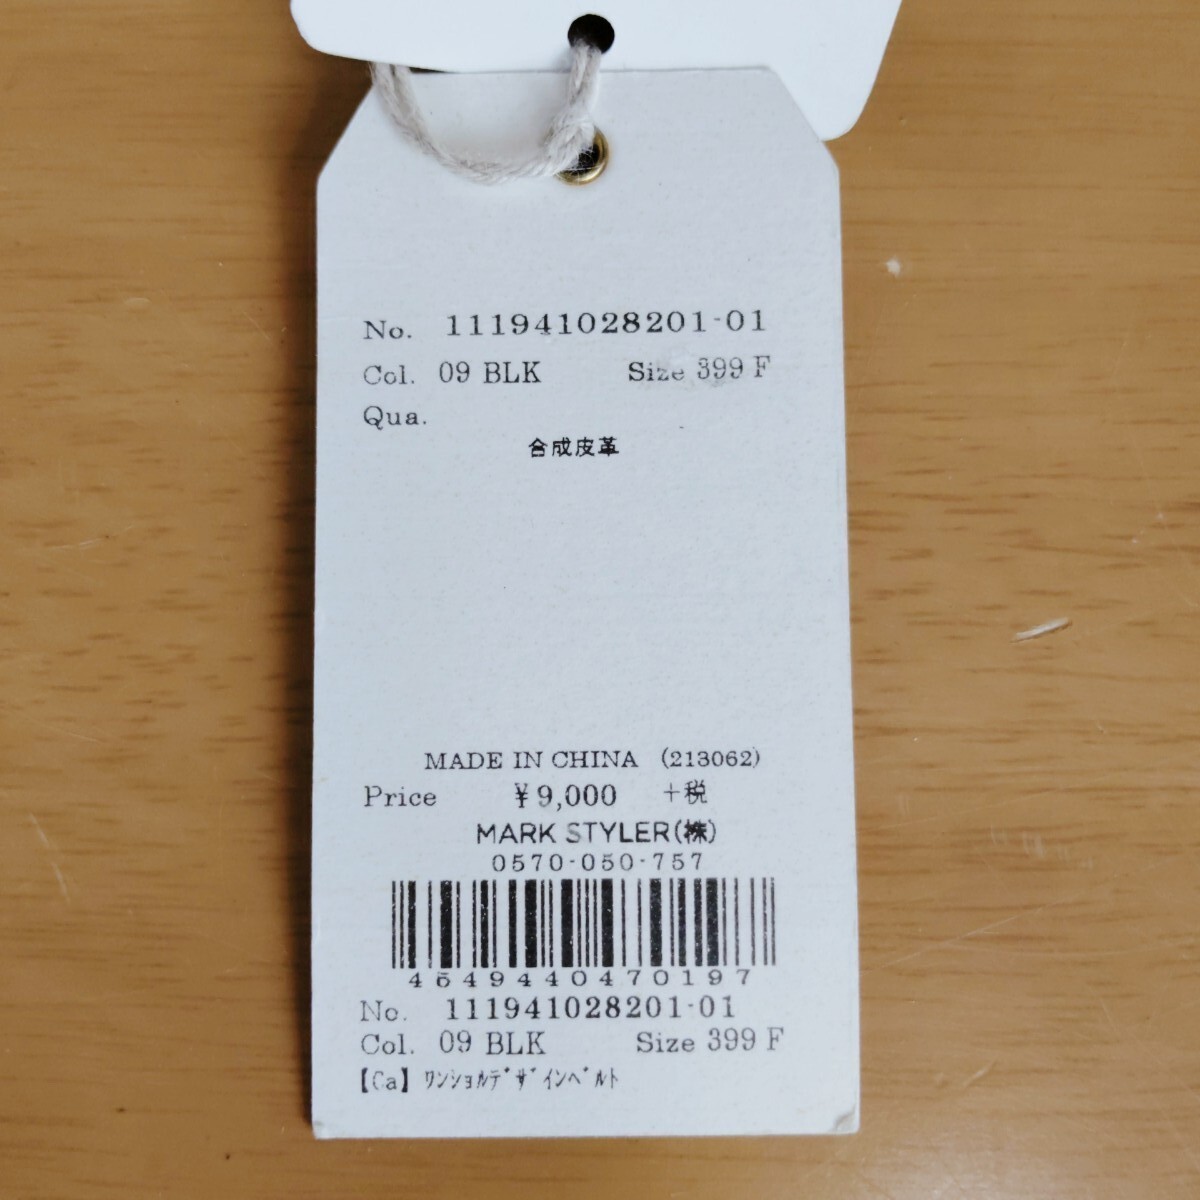 No. 111941028201-01
Col. 09 BLK Size 399 F
Qua.
合成皮革
MADE IN CHINA (213062)
Price ¥9,000 +税
MARK STYLER(株)
0570-050-757
4549440470197
No. 111941028201-01
Col. 09 BLK Size 399 F
【Ca】ﾜﾝｼｮﾙﾃﾞｻﾞｲﾝﾍﾞﾙﾄ